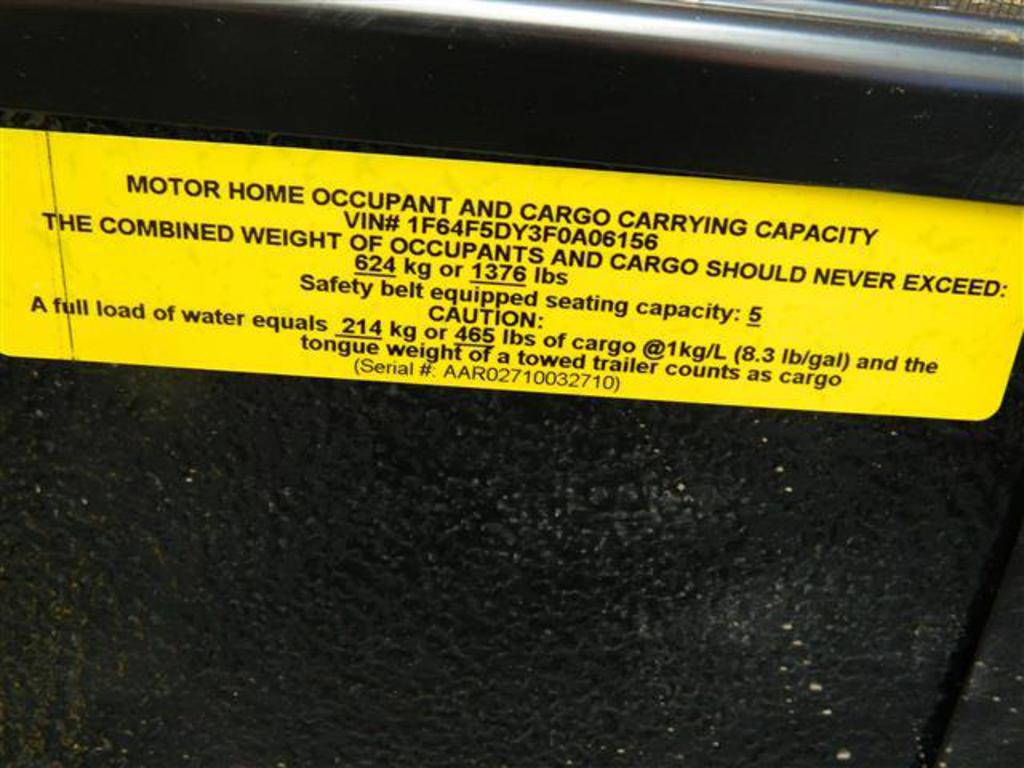 MOTOR HOME OCCUPANT AND CARGO CARRYING CAPACITY
VIN# 1F64F5DY3F0A06156
THE COMBINED WEIGHT OF OCCUPANTS AND CARGO SHOULD NEVER EXCEED:
624 kg or 1376 lbs
Safety belt equipped seating capacity: 5
CAUTION:
A full load of water equals 214 kg or 465 lbs of cargo @1kg/L (8.3 lb/gal) and the
tongue weight of a towed trailer counts as cargo
(Serial #: AAR02710032710)